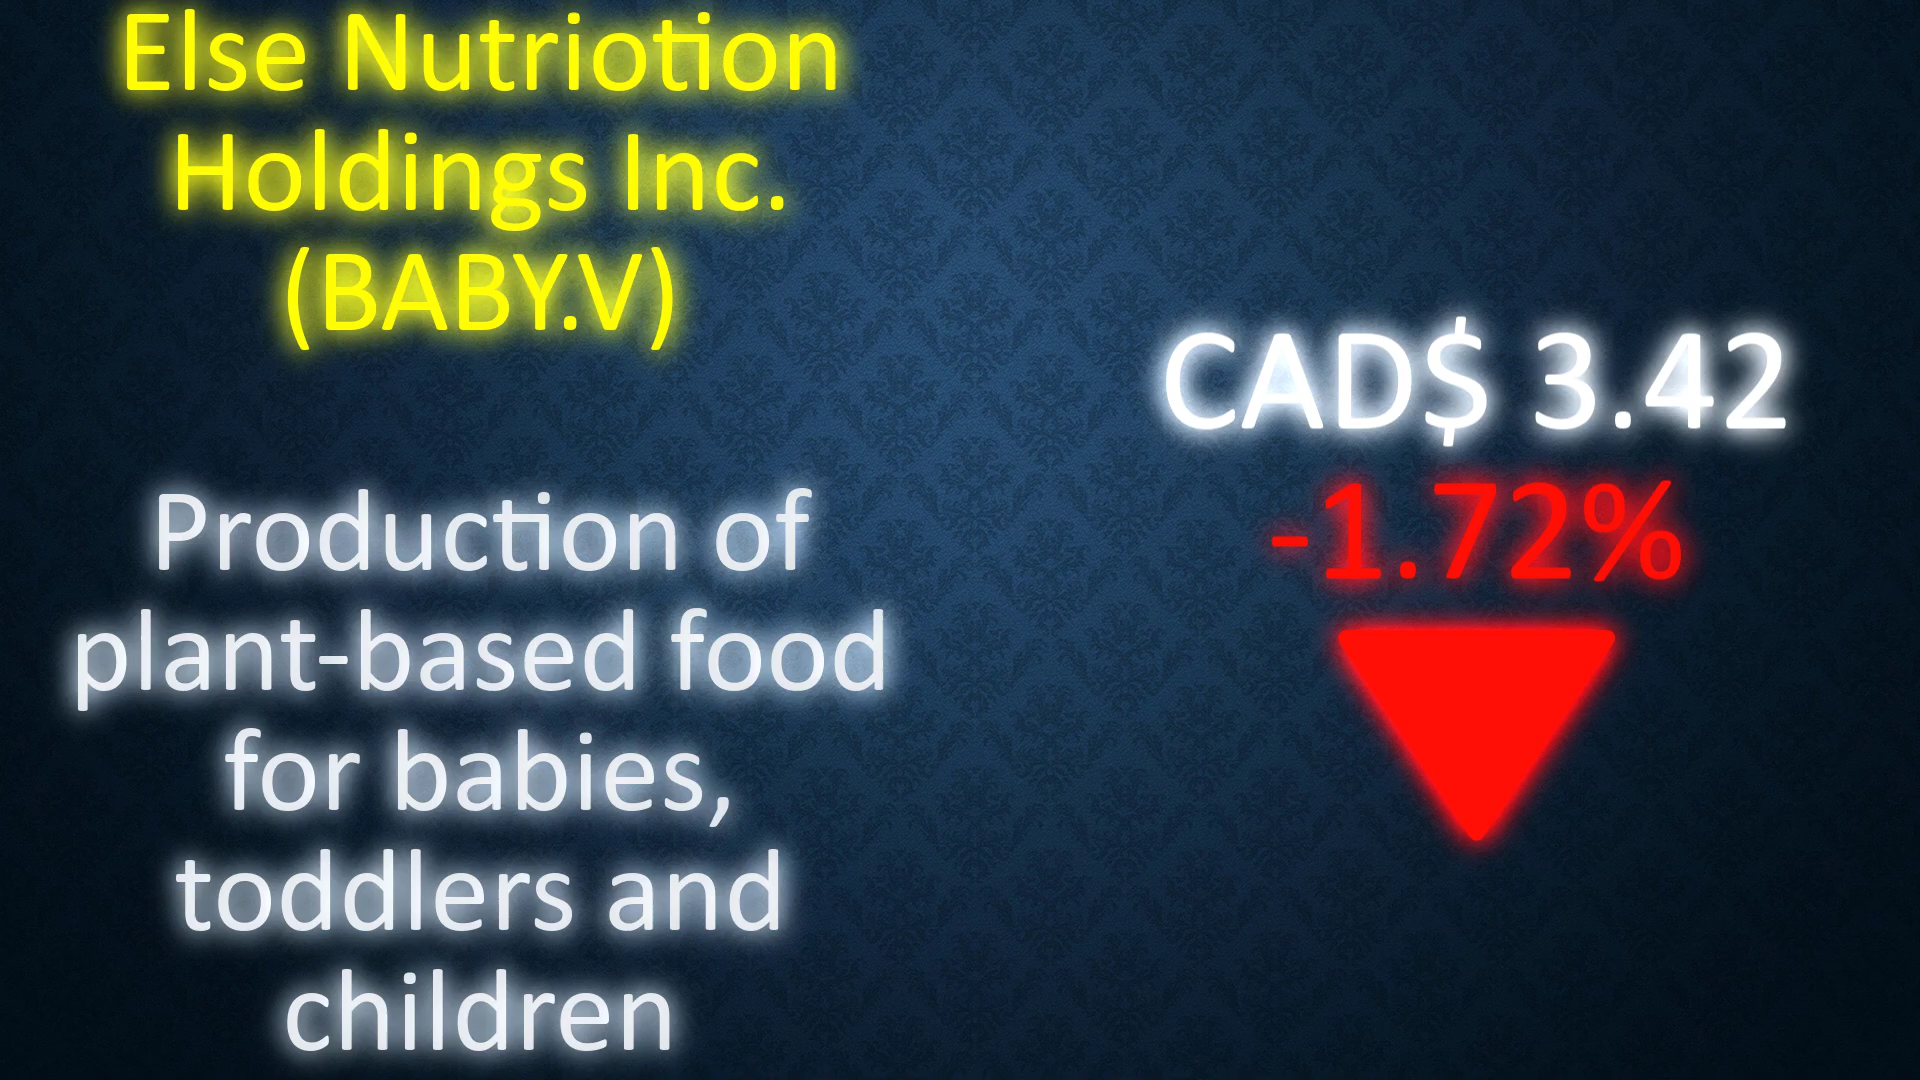 Else Nutriotion
Holdings Inc.
(BABY.V)
Production of
plant-based food
for babies,
toddlers and
children
CAD$ 3.42
-1.72%